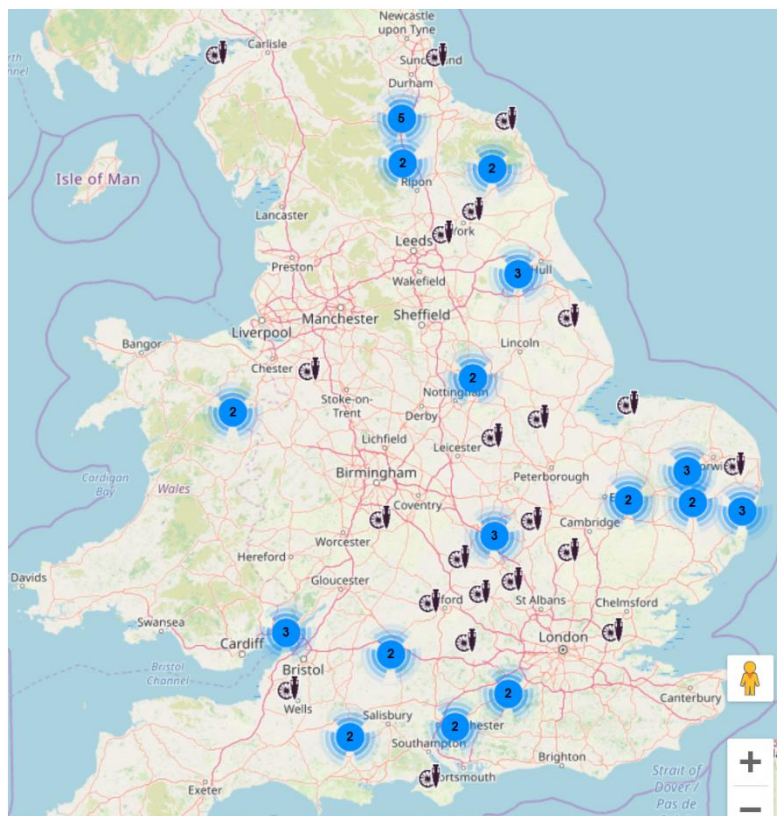 Newcastle
upon Tyne
Carlisle
Durham
5
2
2
Ripon
Isle of Man
Lancaster
Leeds
Preston
Wakefield
3
Hull
Manchester
Sheffield
Liverpool
Bangor
Chester
Lincoln
Stoke-on-
Trent
2
Nottingham
2
Derby
Lichfield
Leicester
Peterborough
Birmingham
3
Cardigan
Bay
Wales
Coventry
2
2
3
3
Cambridge
Worcester
Hereford
Davids
Gloucester
St Albans
Chelmsford
Swansea
3
London
Cardiff
Bristol
Bristol
Channel
2
2
Canterbury
Wells
Salisbury
2
2
Southampton
Brighton
Exeter
Strait of
Dover /
Pas de
+
−